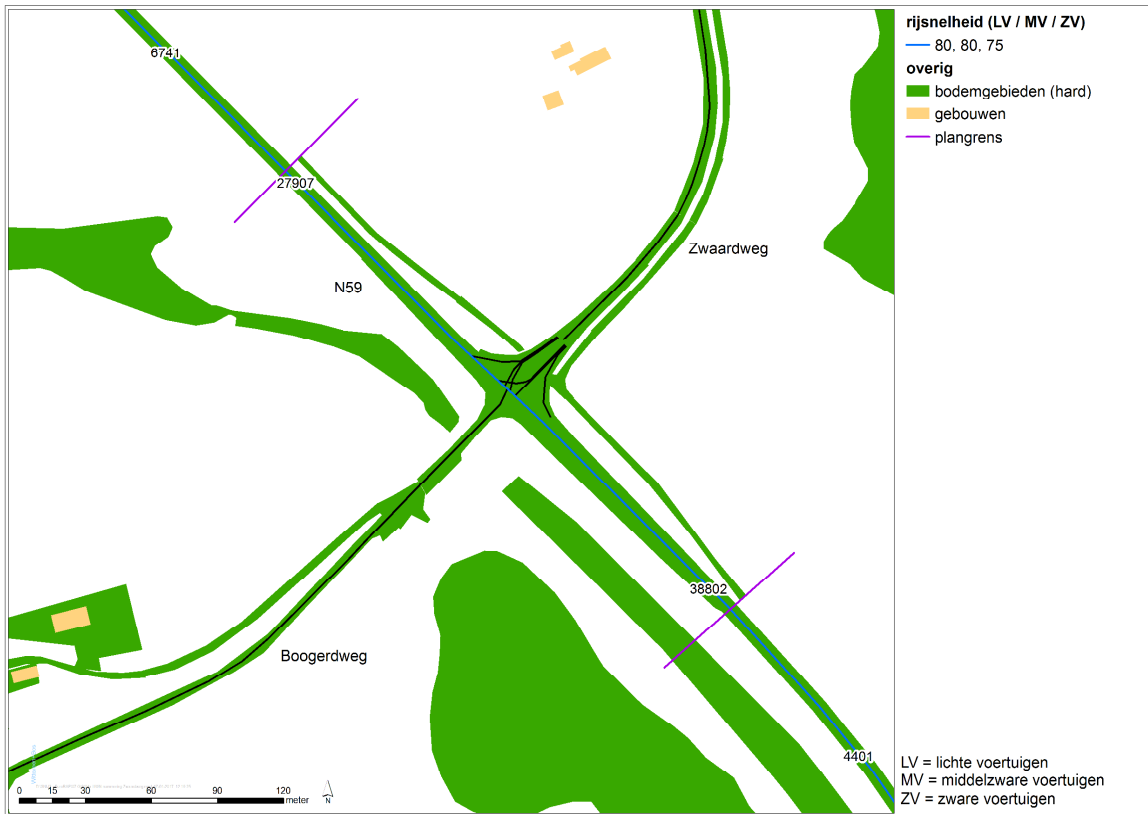 6741
27907
N59
Zwaardweg
38802
Boogerdweg
4401
0 15 30 60 90 120
meter
N
rijsnelheid (LV / MV / ZV)
80, 80, 75
overig
bodemgebieden (hard)
gebouwen
plangrens
LV = lichte voertuigen
MV = middelzware voertuigen
ZV = zware voertuigen